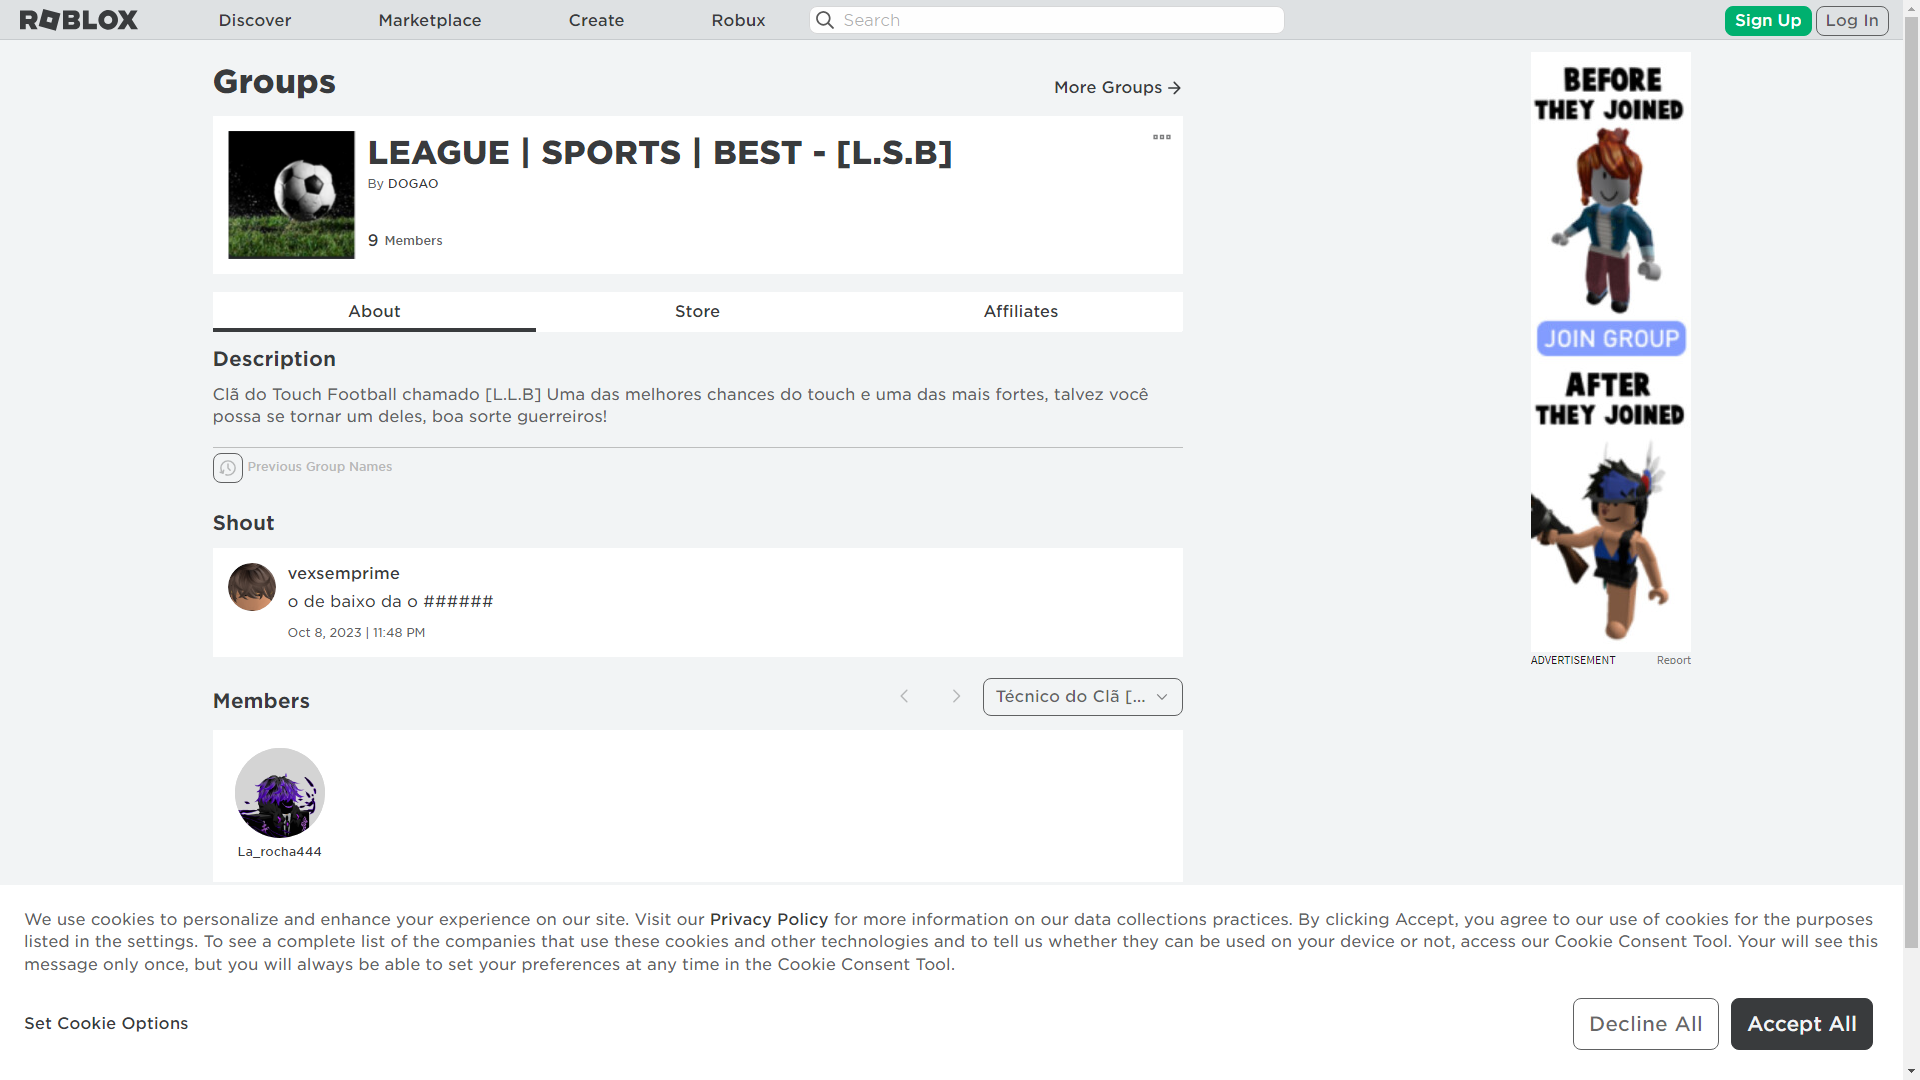 ROBLOX
Discover
Marketplace
Create
Robux
Search
Sign Up
Log In
Groups
More Groups
LEAGUE | SPORTS | BEST - [L.S.B]
By DOGAO
9 Members
About
Store
Affiliates
Description
Clã do Touch Football chamado [L.L.B] Uma das melhores chances do touch e uma das mais fortes, talvez você
possa se tornar um deles, boa sorte guerreiros!
Previous Group Names
Shout
vexsemprime
o de baixo da o ######
Oct 8, 2023 | 11:48 PM
Members
Técnico do Clã [...
La_rocha444
BEFORE
THEY JOINED
JOIN GROUP
AFTER
THEY JOINED
ADVERTISEMENT
Report
We use cookies to personalize and enhance your experience on our site. Visit our Privacy Policy for more information on our data collections practices. By clicking Accept, you agree to our use of cookies for the purposes
listed in the settings. To see a complete list of the companies that use these cookies and other technologies and to tell us whether they can be used on your device or not, access our Cookie Consent Tool. Your will see this
message only once, but you will always be able to set your preferences at any time in the Cookie Consent Tool.
Set Cookie Options
Decline All
Accept All